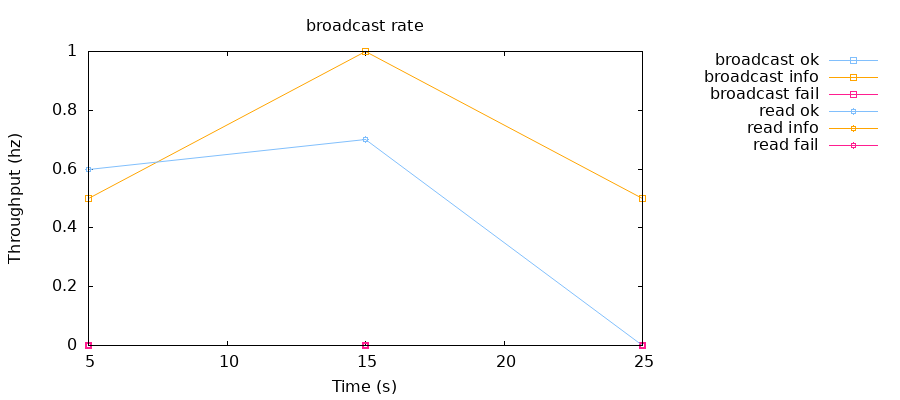 broadcast rate
Throughput (hz)
1
0.8
0.6
0.4
0.2
0
5
10
15
20
25
Time (s)
broadcast ok
broadcast info
broadcast fail
read ok
read info
read fail